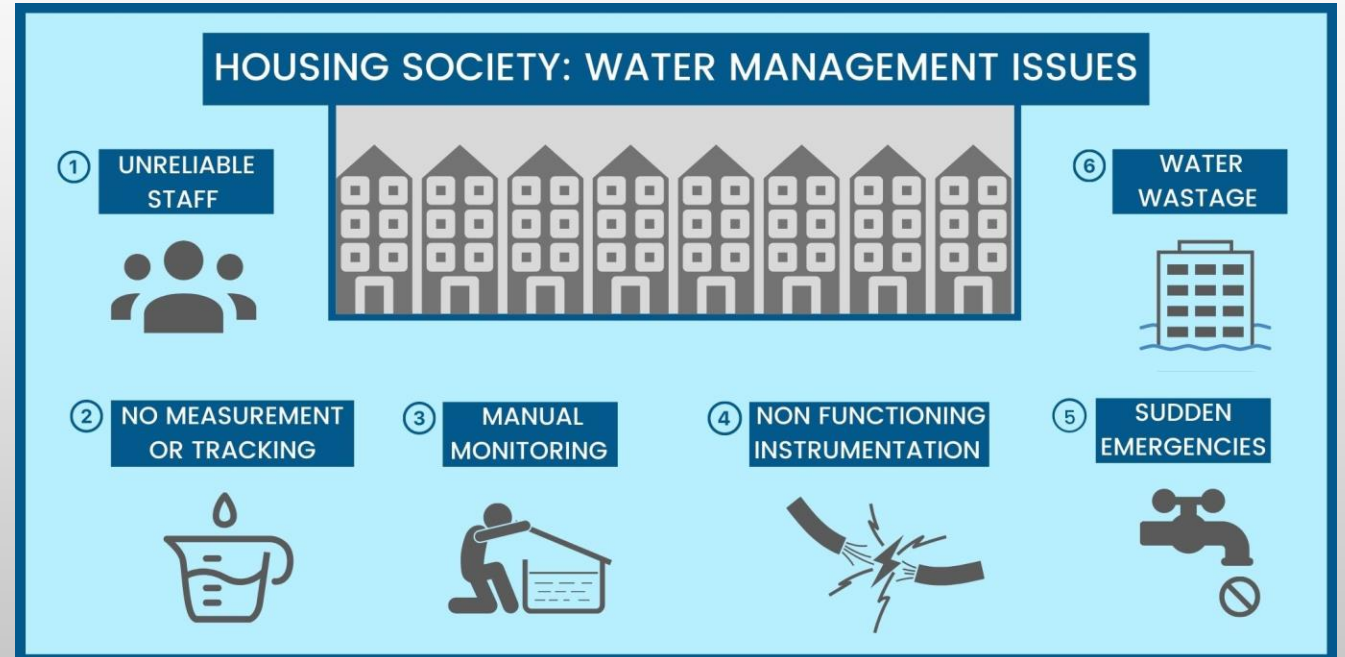 HOUSING SOCIETY: WATER MANAGEMENT ISSUES
1 UNRELIABLE
STAFF
2 NO MEASUREMENT
OR TRACKING
3 MANUAL
MONITORING
4 NON FUNCTIONING
INSTRUMENTATION
5 SUDDEN
EMERGENCIES
6 WATER
WASTAGE